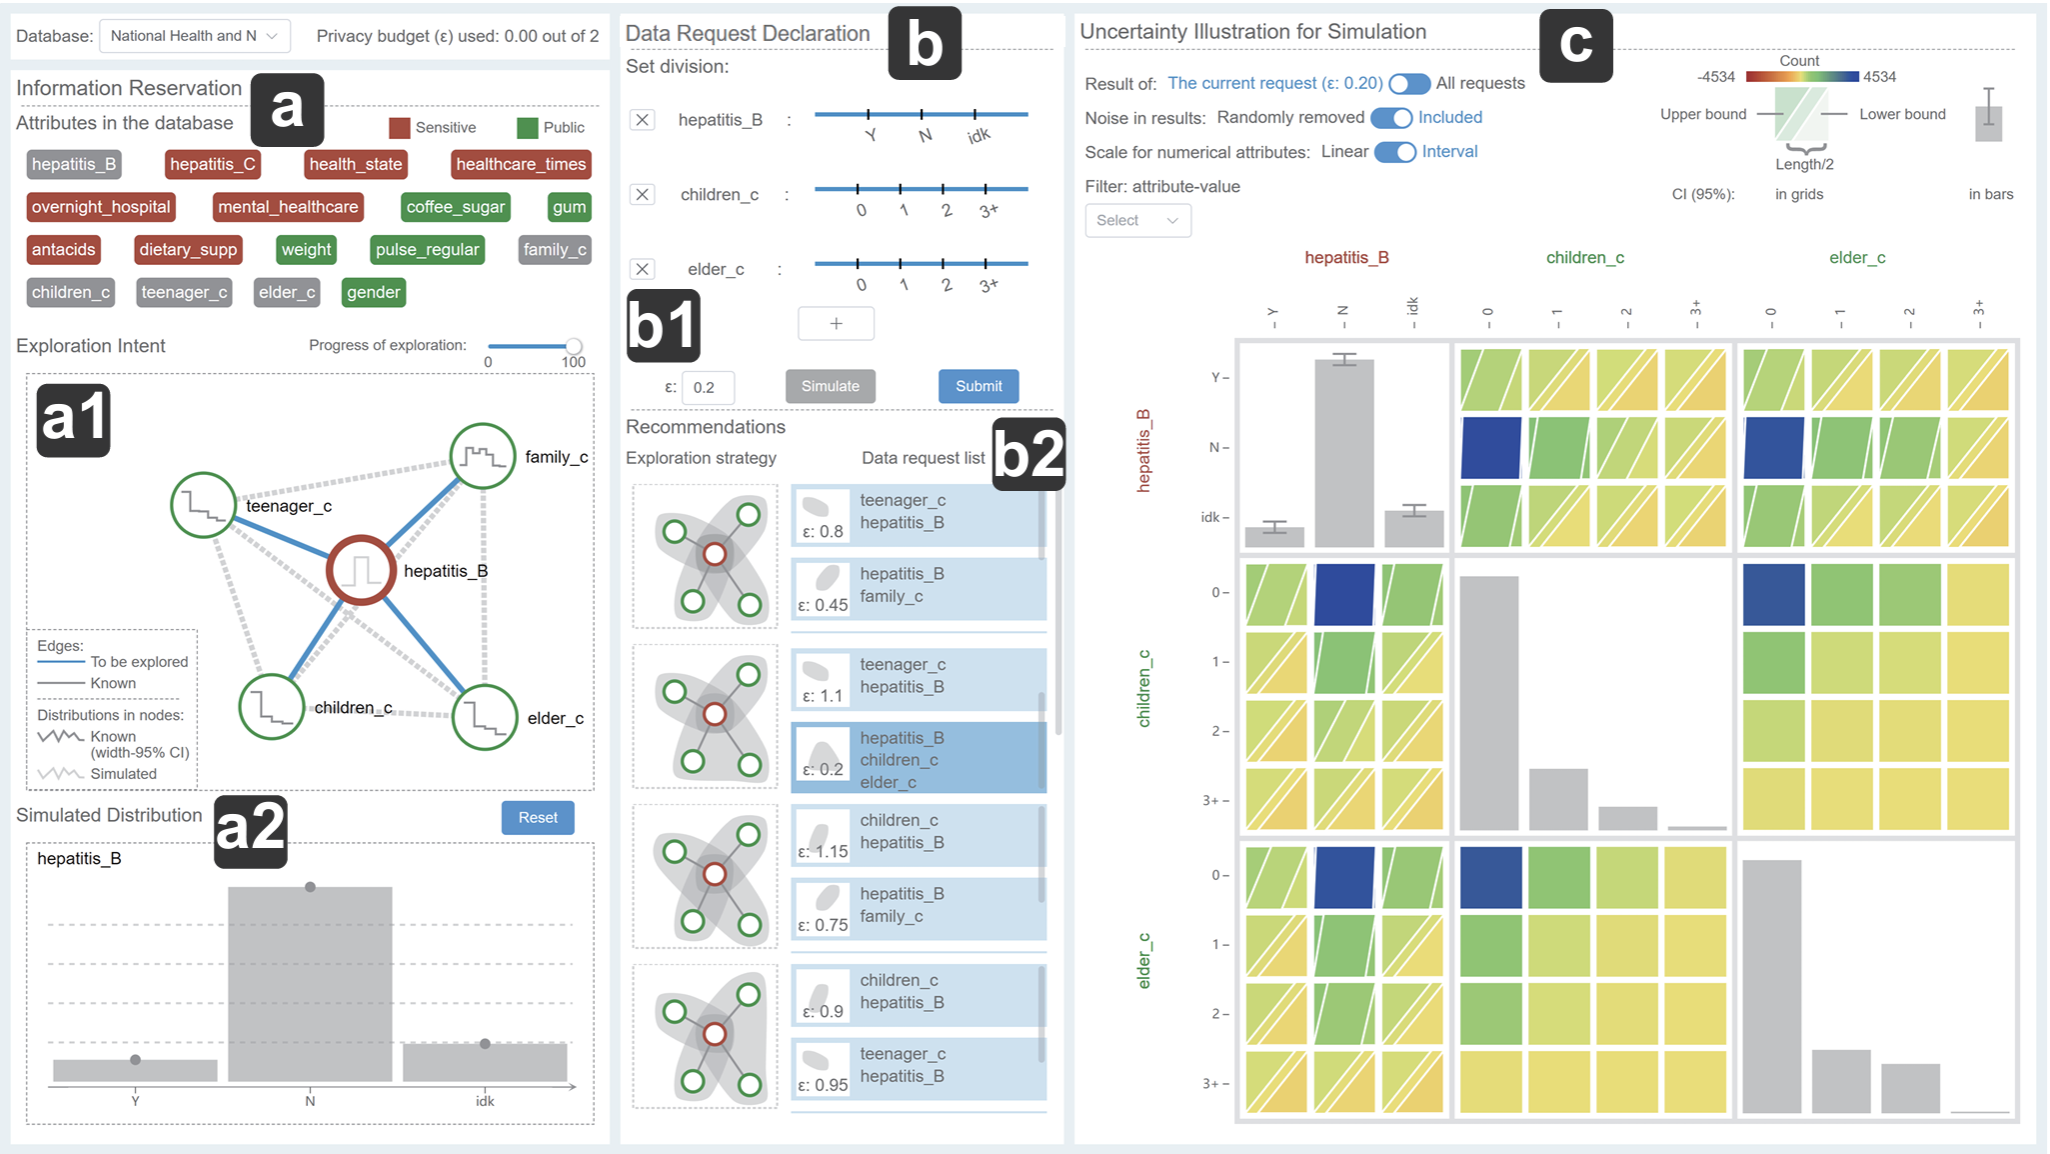 Database: National Health and N Privacy budget (ε) used: 0.00 out of 2
Information Reservation
a
Attributes in the database
Sensitive Public
hepatitis_B hepatitis_C health_state healthcare_times
overnight_hospital mental_healthcare coffee_sugar gum
antacids dietary_supp weight pulse_regular family_c
children_c teenager_c elder_c gender
Exploration Intent
Progress of exploration:
0 100
a1
family_c
teenager_c
hepatitis_B
children_c
elder_c
Edges:
To be explored
Known
Distributions in nodes:
Known
(width-95% CI)
Simulated
Simulated Distribution
a2
Reset
hepatitis_B
Y N idk
Data Request Declaration
b
Set division:
hepatitis_B :
Y N idk
children_c :
0 1 2 3+
elder_c :
0 1 2 3+
b1
+
ε: 0.2 Simulate Submit
Recommendations
b2
Exploration strategy Data request list
teenager_c
hepatitis_B
ε: 0.8
hepatitis_B
family_c
ε: 0.45
teenager_c
hepatitis_B
ε: 1.1
hepatitis_B
children_c
elder_c
ε: 0.2
children_c
hepatitis_B
ε: 1.15
hepatitis_B
family_c
ε: 0.75
children_c
hepatitis_B
ε: 0.9
teenager_c
hepatitis_B
ε: 0.95
Uncertainty Illustration for Simulation
c
Result of: The current request (ε: 0.20) All requests
Noise in results: Randomly removed Included
Scale for numerical attributes: Linear Interval
Filter: attribute-value
Select
Count
-4534 4534
Upper bound Lower bound
Length/2
CI (95%): in grids in bars
hepatitis_B children_c elder_c
Y N idk 0 1 2 3+ 0 1 2 3+
hepatitis_B
Y
N
idk
children_c
0
1
2
3+
elder_c
0
1
2
3+